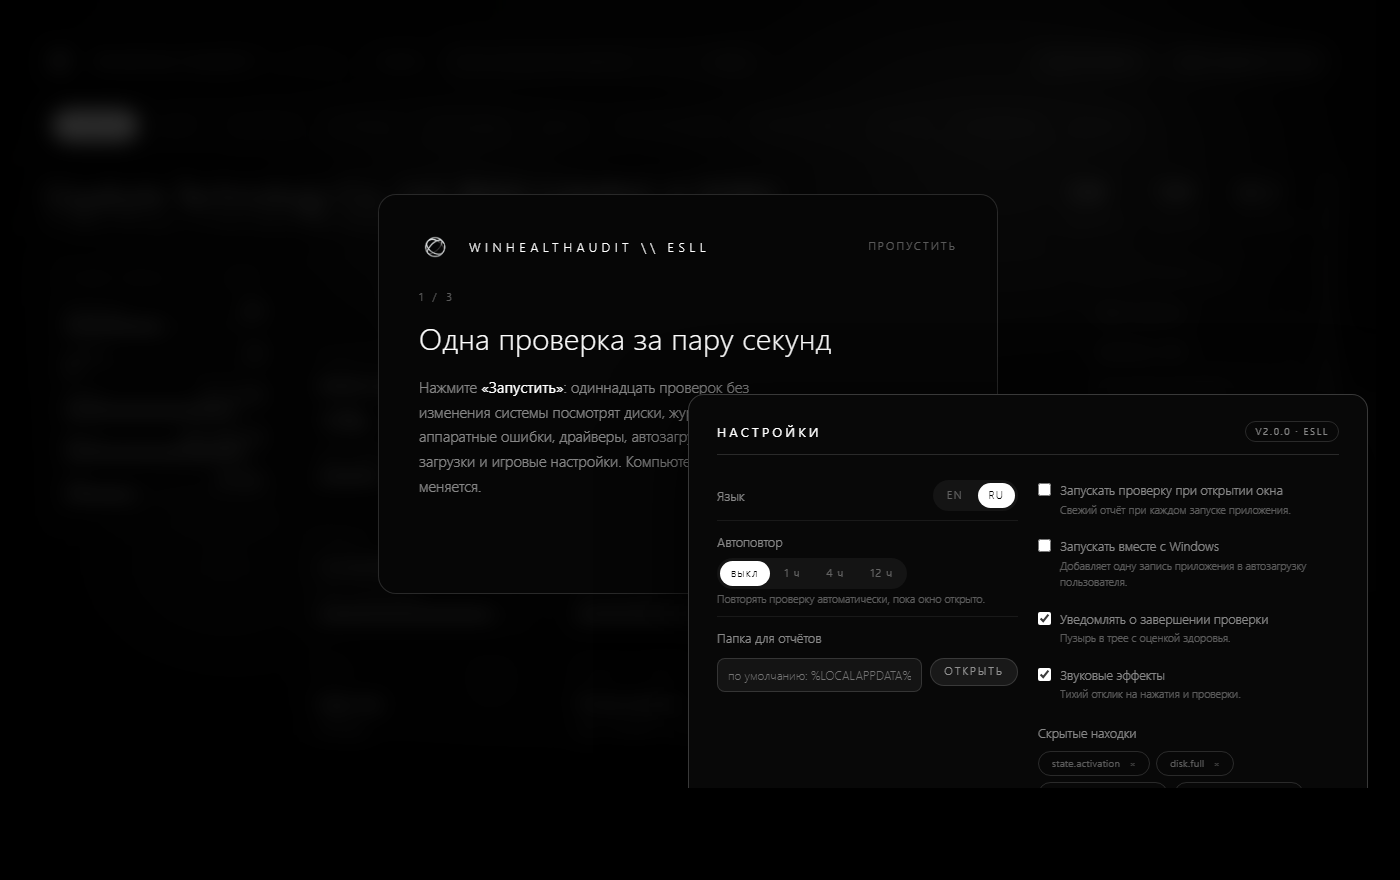 WINHEALTHAUDIT \\ ESLL
ПРОПУСТИТЬ
1 / 3
Одна проверка за пару секунд
Нажмите «Запустить»: одиннадцать проверок без
изменения системы посмотрят диски,
аппаратные ошибки, драйверы,
загрузки и игровые настройки.
меняется.
НАСТРОЙКИ
V2.0.0 · ESLL
Язык
EN RU
Автоповтор
ВЫКЛ 1 ч 4 ч 12 ч
Повторять проверку автоматически, пока окно открыто.
Папка для отчётов
по умолчанию: %LOCALAPPDATA%
ОТКРЫТЬ
Запускать проверку при открытии окна
Свежий отчёт при каждом запуске приложения.
Запускать вместе с Windows
Добавляет одну запись приложения в автозагрузку
пользователя.
Уведомлять о завершении проверки
Пузырь в трее с оценкой здоровья.
Звуковые эффекты
Тихий отклик на нажатия и проверки.
Скрытые находки
state.activation ×
disk.full ×